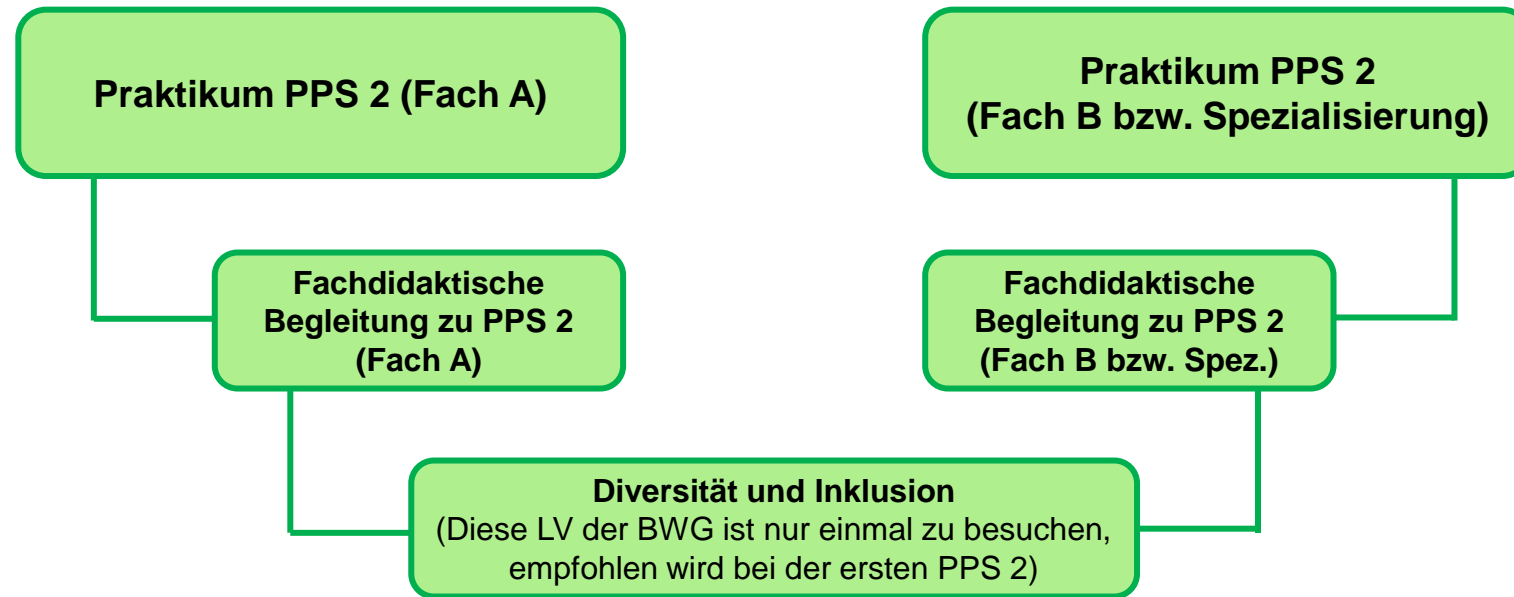 Praktikum PPS 2 (Fach A)
Praktikum PPS 2
(Fach B bzw. Spezialisierung)
Fachdidaktische
Begleitung zu PPS 2
(Fach A)
Fachdidaktische
Begleitung zu PPS 2
(Fach B bzw. Spez.)
Diversität und Inklusion
(Diese LV der BWG ist nur einmal zu besuchen,
empfohlen wird bei der ersten PPS 2)